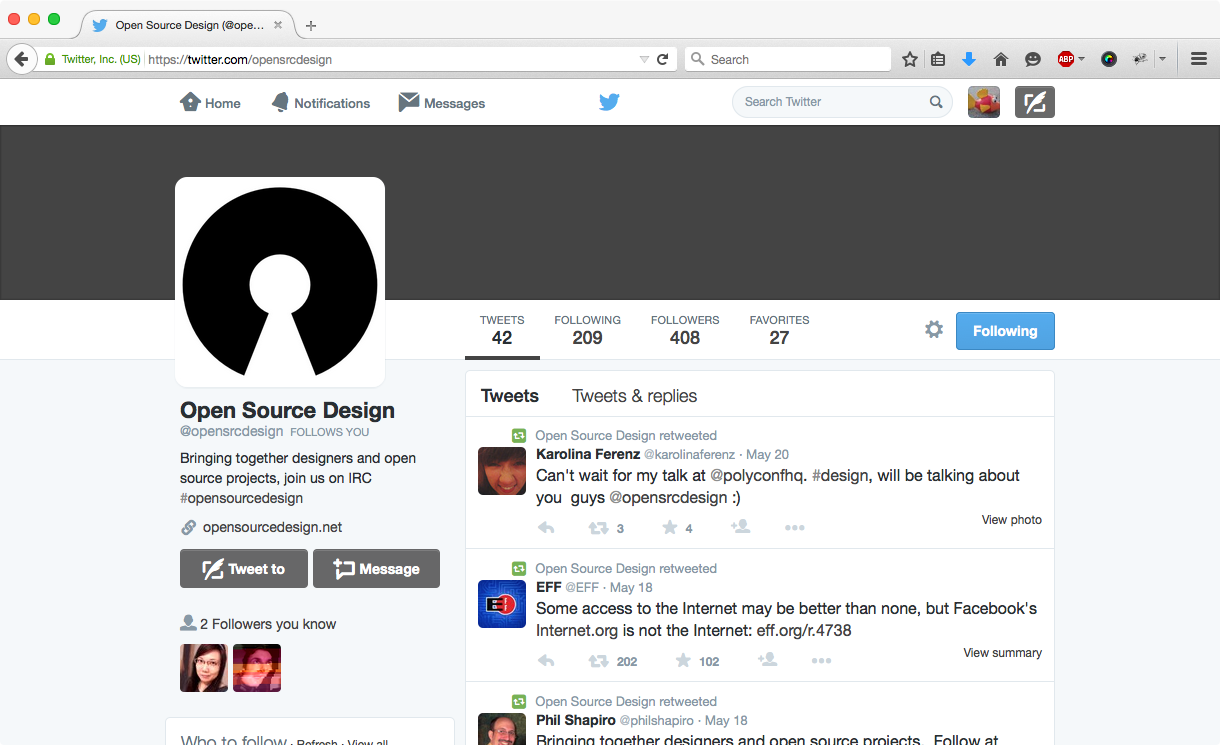 Open Source Design (@ope...
Twitter, Inc. (US)
https://twitter.com/opensrcdesign
Search
ABP
Home
Notifications
Messages
Search Twitter
TWEETS
42
FOLLOWING
209
FOLLOWERS
408
FAVORITES
27
Following
Open Source Design
@opensrcdesign FOLLOWS YOU
Bringing together designers and open
source projects, join us on IRC
#opensourcedesign
opensourcedesign.net
Tweet to
Message
2 Followers you know
Who to follow · Refresh · View all
Tweets
Tweets & replies
Open Source Design retweeted
Karolina Ferenz @karolinaferenz · May 20
Can't wait for my talk at @polyconfhq. #design, will be talking about
you guys @opensrcdesign :)
3
4
View photo
Open Source Design retweeted
EFF @EFF · May 18
Some access to the Internet may be better than none, but Facebook's
Internet.org is not the Internet: eff.org/r.4738
202
102
View summary
Open Source Design retweeted
Phil Shapiro @philshapiro · May 18
Bringing together designers and open source projects. Follow at